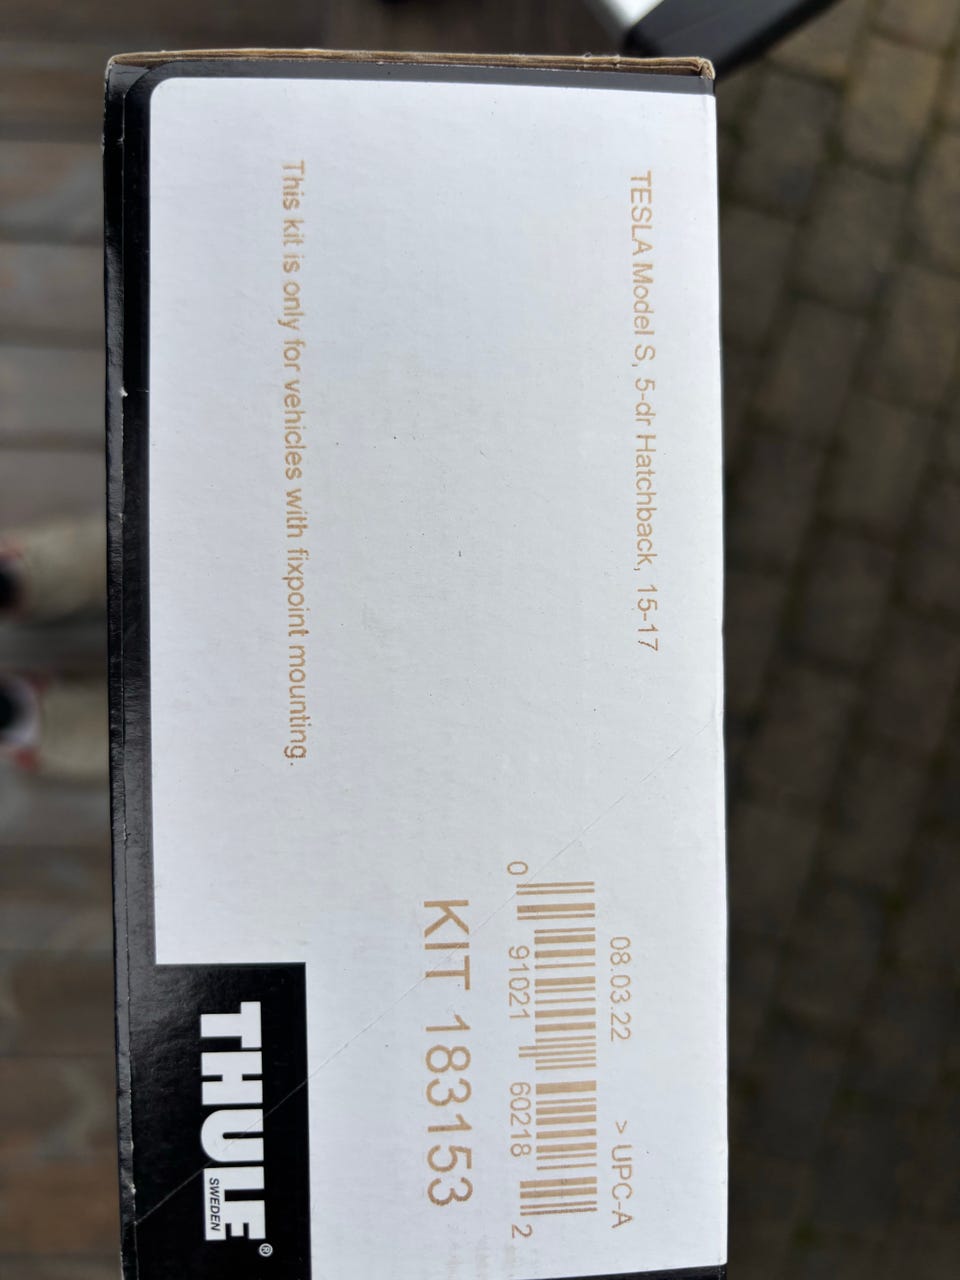 TESLA Model S, 5-dr Hatchback, 15-17
08.03.22 > UPC-A
0 91021 60218 2
KIT 183153
This kit is only for vehicles with fixpoint mounting.
THULE®
SWEDEN